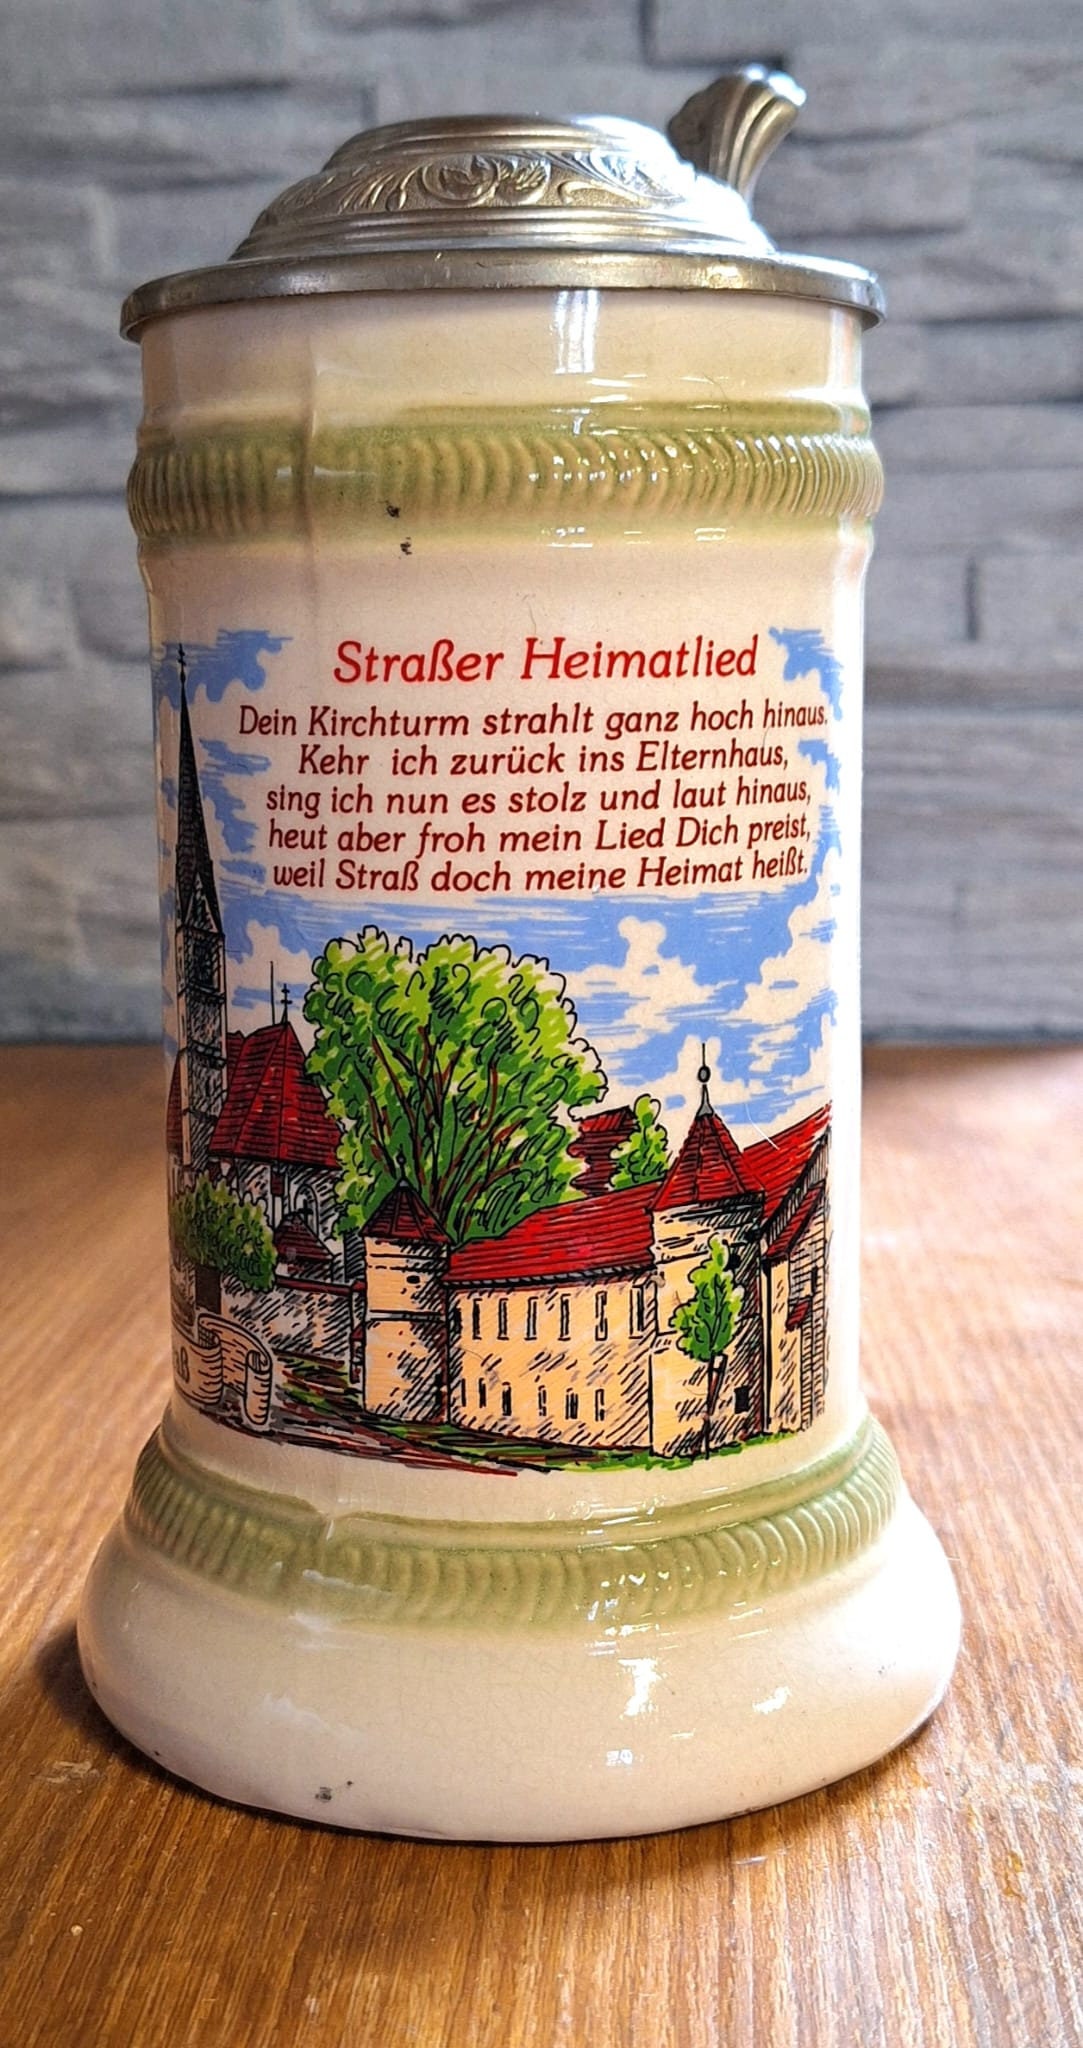 Straßer Heimatlied
Dein Kirchturm strahlt ganz hoch hinaus.
Kehr ich zurück ins Elternhaus,
sing ich nun es stolz und laut hinaus,
heut aber froh mein Lied Dich preist,
weil Straß doch meine Heimat heißt.